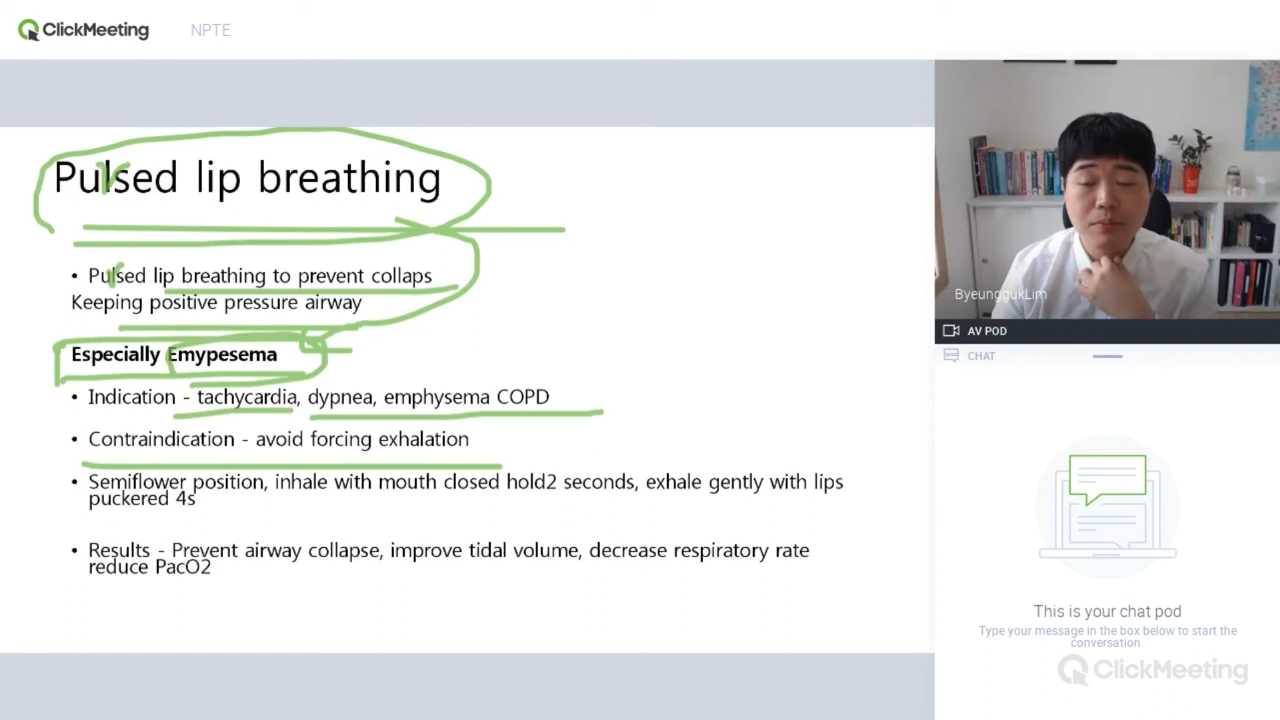 ClickMeeting NPTE
Pulsed lip breathing
• Pulsed lip breathing to prevent collaps
Keeping positive pressure airway
Especially Emypesema
• Indication - tachycardia, dypnea, emphysema COPD
• Contraindication - avoid forcing exhalation
• Semiflower position, inhale with mouth closed hold2 seconds, exhale gently with lips
puckered 4s
• Results - Prevent airway collapse, improve tidal volume, decrease respiratory rate
reduce PacO2
ByeunggukLim
AV POD
CHAT
This is your chat pod
Type your message in the box below to start the
conversation.
ClickMeeting